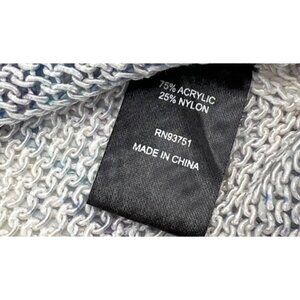 75% ACRYLIC
25% NYLON
RN93751
MADE IN CHINA